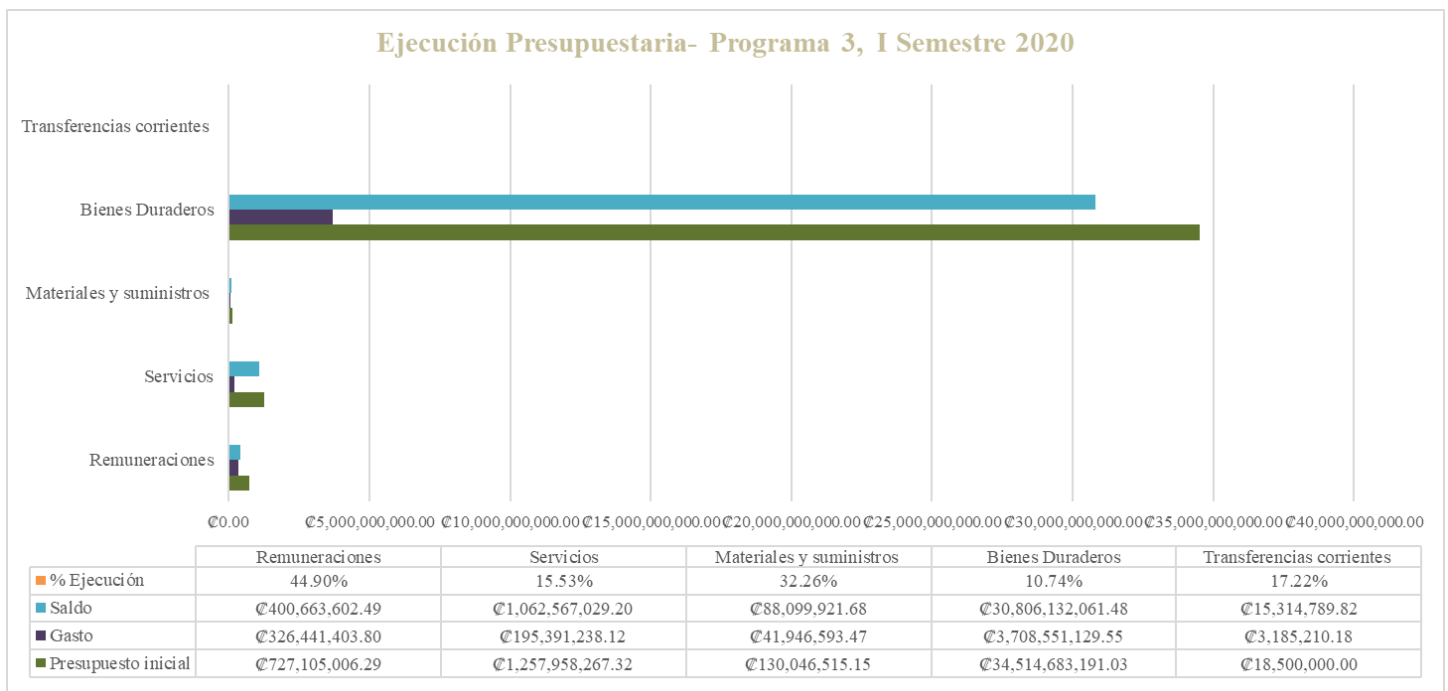 Ejecución Presupuestaria- Programa 3, I Semestre 2020
Transferencias corrientes
Bienes Duraderos
Materiales y suministros
Servicios
Remuneraciones
₡0.00 ₡5,000,000,000.00 ₡10,000,000,000.00 ₡15,000,000,000.00 ₡20,000,000,000.00 ₡25,000,000,000.00 ₡30,000,000,000.00 ₡35,000,000,000.00 ₡40,000,000,000.00
Remuneraciones Servicios Materiales y suministros Bienes Duraderos Transferencias corrientes
% Ejecución 44.90% 15.53% 32.26% 10.74% 17.22%
Saldo ₡400,663,602.49 ₡1,062,567,029.20 ₡88,099,921.68 ₡30,806,132,061.48 ₡15,314,789.82
Gasto ₡326,441,403.80 ₡195,391,238.12 ₡41,946,593.47 ₡3,708,551,129.55 ₡3,185,210.18
Presupuesto inicial ₡727,105,006.29 ₡1,257,958,267.32 ₡130,046,515.15 ₡34,514,683,191.03 ₡18,500,000.00